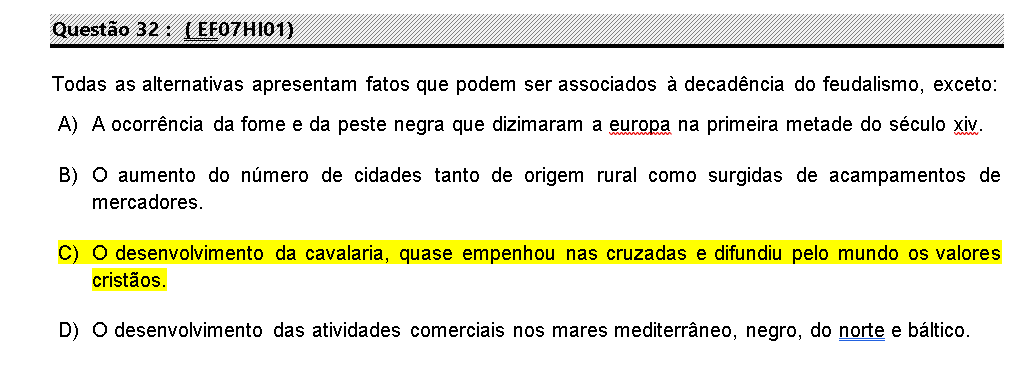 Questão 32 : ( EF07HI01)
Todas as alternativas apresentam fatos que podem ser associados à decadência do feudalismo, exceto:
A) A ocorrência da fome e da peste negra que dizimaram a europa na primeira metade do século xiv.
B) O aumento do número de cidades tanto de origem rural como surgidas de acampamentos de
mercadores.
C) O desenvolvimento da cavalaria, quase empenhou nas cruzadas e difundiu pelo mundo os valores
cristãos.
D) O desenvolvimento das atividades comerciais nos mares mediterrâneo, negro, do norte e báltico.